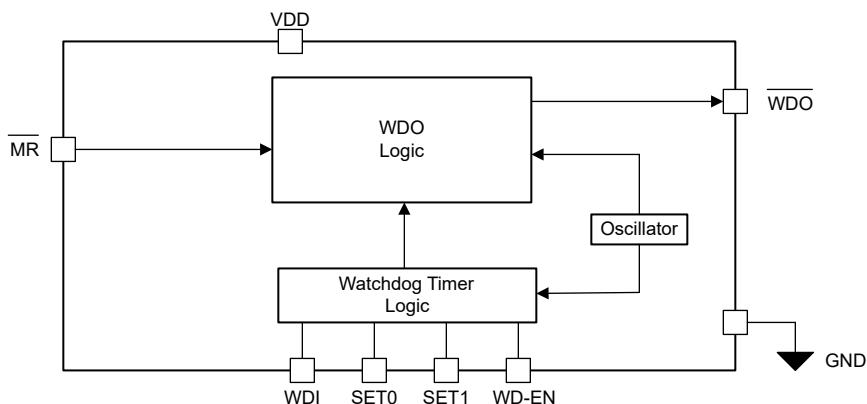 VDD
WDO
Logic
WDO
MR
Oscillator
Watchdog Timer
Logic
GND
WDI
SET0
SET1
WD-EN